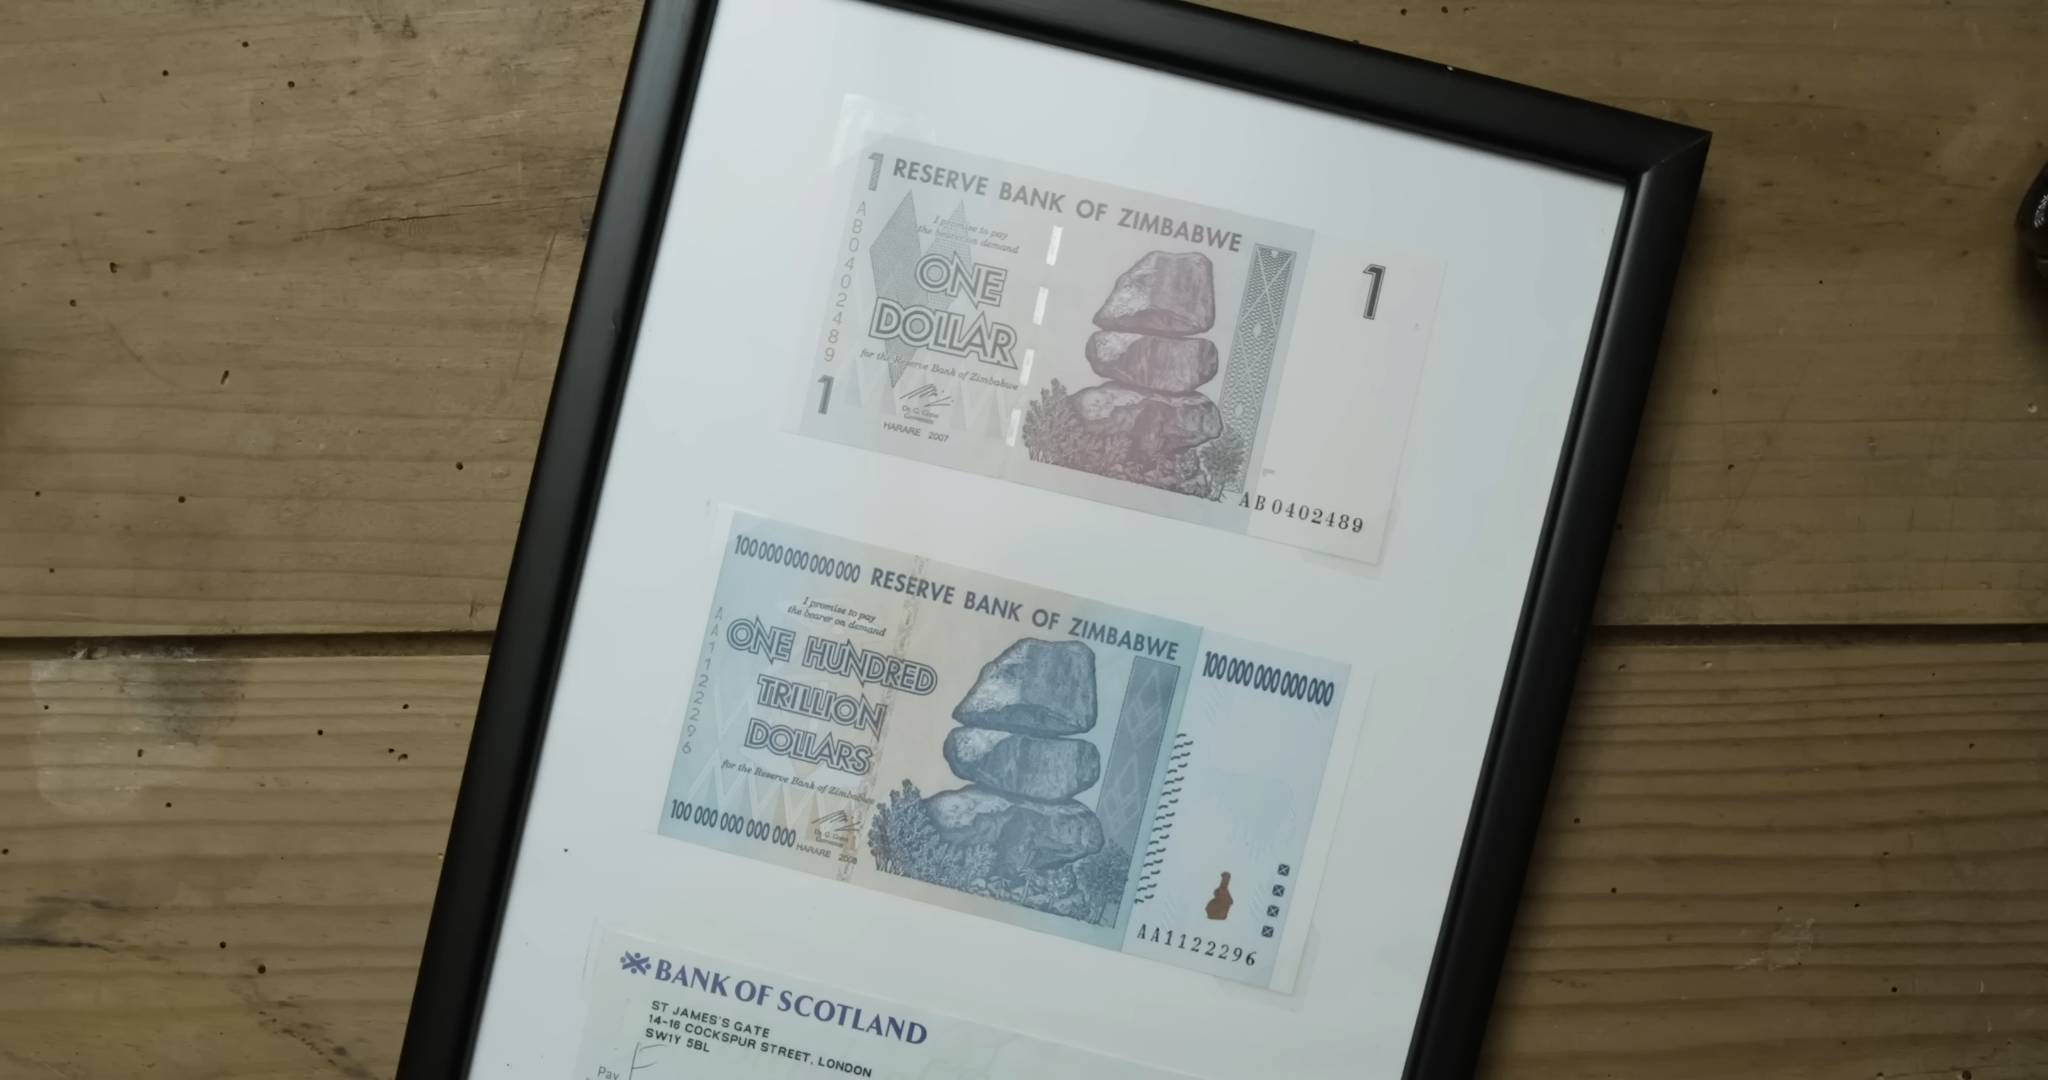 1 RESERVE BANK OF ZIMBABWE
I promise to pay
the bearer on demand
ONE
DOLLAR
for the Reserve Bank of Zimbabwe
HARARE 2007
AB0402489
1
1
AB0402489
100 000 000 000 000 RESERVE BANK OF ZIMBABWE
I promise to pay
the bearer on demand
ONE HUNDRED
TRILLION
DOLLARS
for the Reserve Bank of Zimbabwe
HARARE 2008
AA1122296
100 000 000 000 000
100 000 000 000 000
AA1122296
BANK OF SCOTLAND
ST JAMES'S GATE
14-16 COCKSPUR STREET, LONDON
SW1Y 5BL
Pay